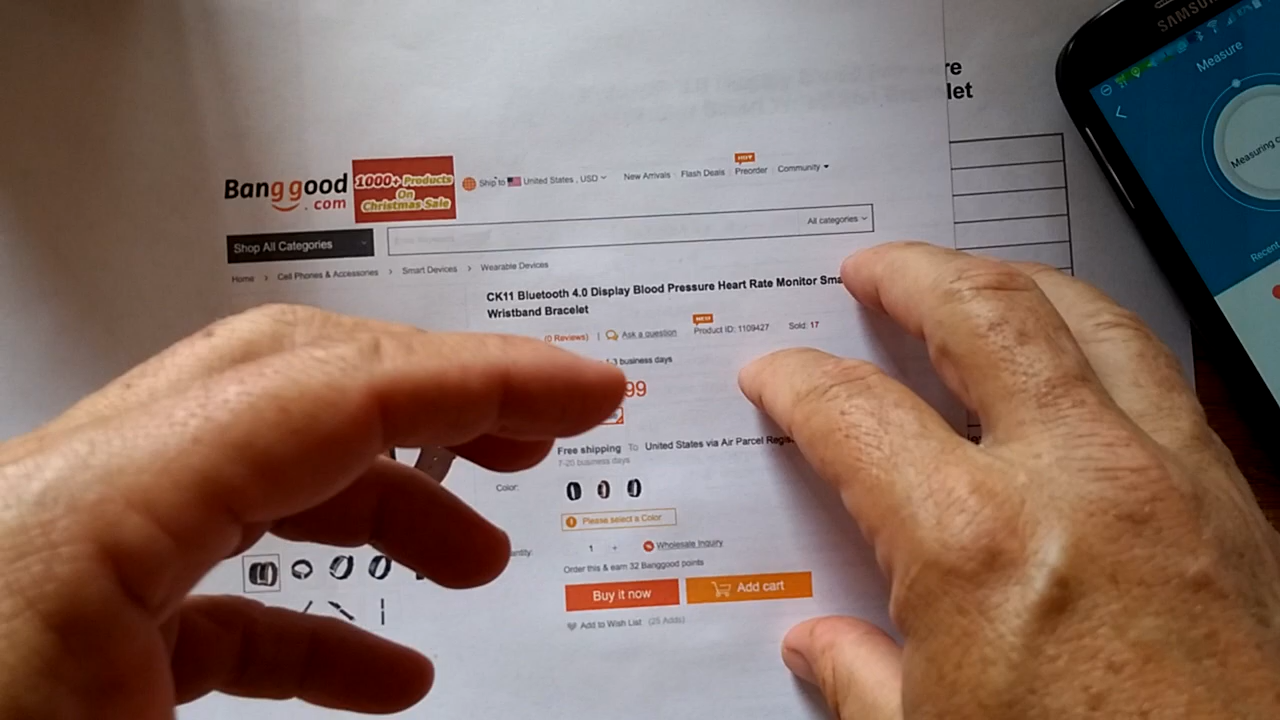 SAMSUNG
Measure
Measuring
Recent
re
let
Banggood
.com
1000+ Products
On
Christmas Sale
Ship to United States , USD
New Arrivals Flash Deals Preorder Community
HOT
All categories
Shop All Categories
Home > Cell Phones & Accessories > Smart Devices > Wearable Devices
CK11 Bluetooth 4.0 Display Blood Pressure Heart Rate Monitor Sma
Wristband Bracelet
NEW
(0 Reviews) | Ask a question Product ID: 1109427 Sold: 17
1-3 business days
99
Free shipping To United States via Air Parcel Regis
7-20 business days
Color:
Please select a Color
ntity:
1 +
Wholesale Inquiry
Order this & earn 32 Banggood points
Buy it now
Add cart
Add to Wish List (25 Adds)